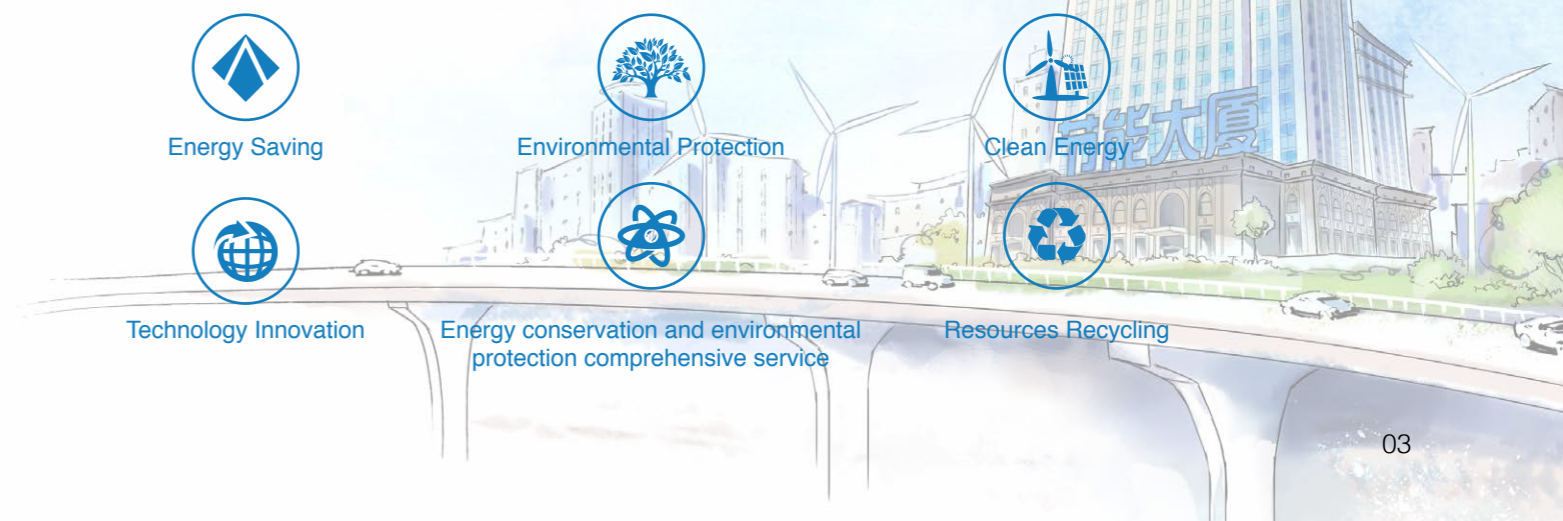 节能大厦
Energy Saving
Environmental Protection
Clean Energy
Technology Innovation
Energy conservation and environmental
protection comprehensive service
Resources Recycling
03